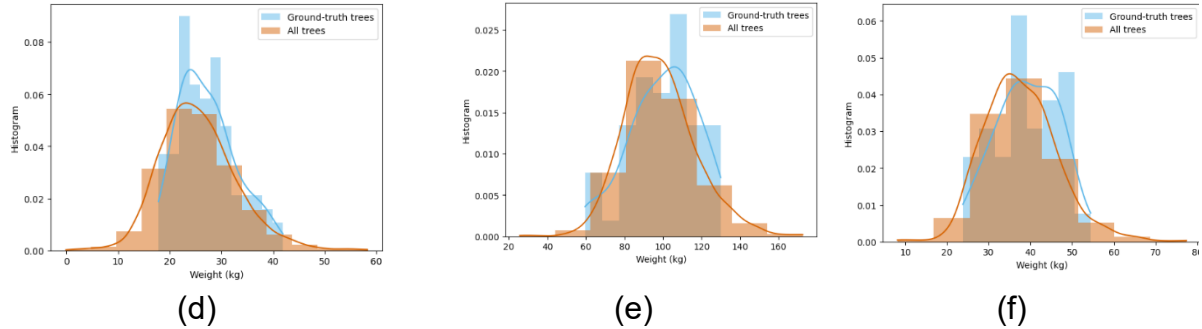 Ground-truth trees
All trees
Histogram
0.08
0.06
0.04
0.02
0.00
0
10
20
30
40
50
60
Weight (kg)
(d)
Ground-truth trees
All trees
Histogram
0.025
0.020
0.015
0.010
0.005
0.000
20
40
60
80
100
120
140
160
Weight (kg)
(e)
Ground-truth trees
All trees
Histogram
0.06
0.05
0.04
0.03
0.02
0.01
0.00
10
20
30
40
50
60
70
80
Weight (kg)
(f)